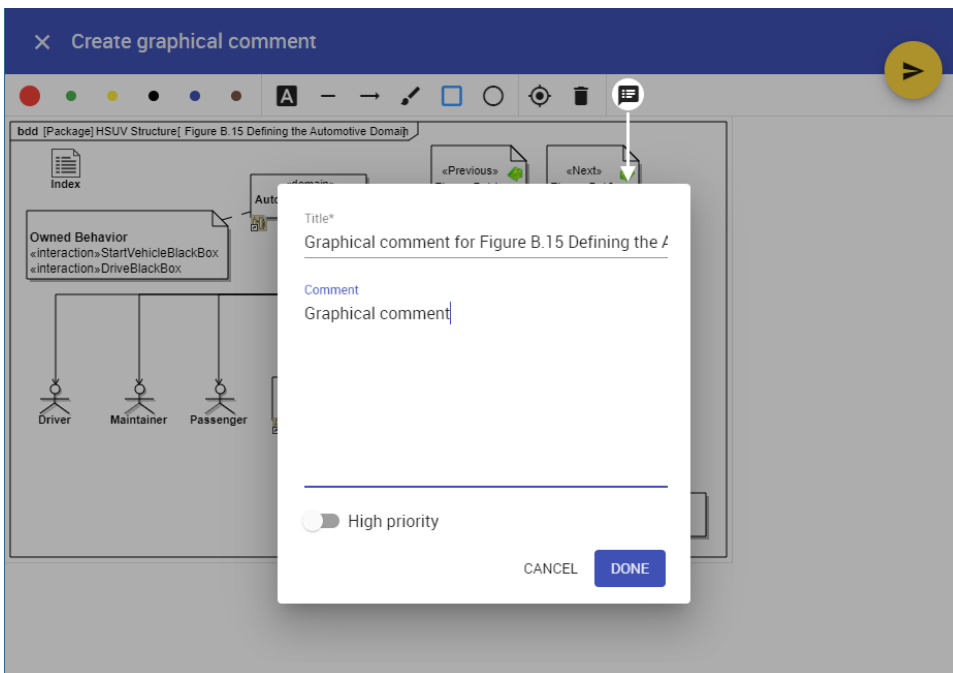 Create graphical comment
A
bdd [Package] HSUV Structure[ Figure B.15 Defining the Automotive Domain
Index
«Previous»
«Next»
Owned Behavior
«interaction»StartVehicleBlackBox
«interaction»DriveBlackBox
Title*
Graphical comment for Figure B.15 Defining the
Comment
Graphical comment
Driver
Maintainer
Passenger
High priority
CANCEL
DONE